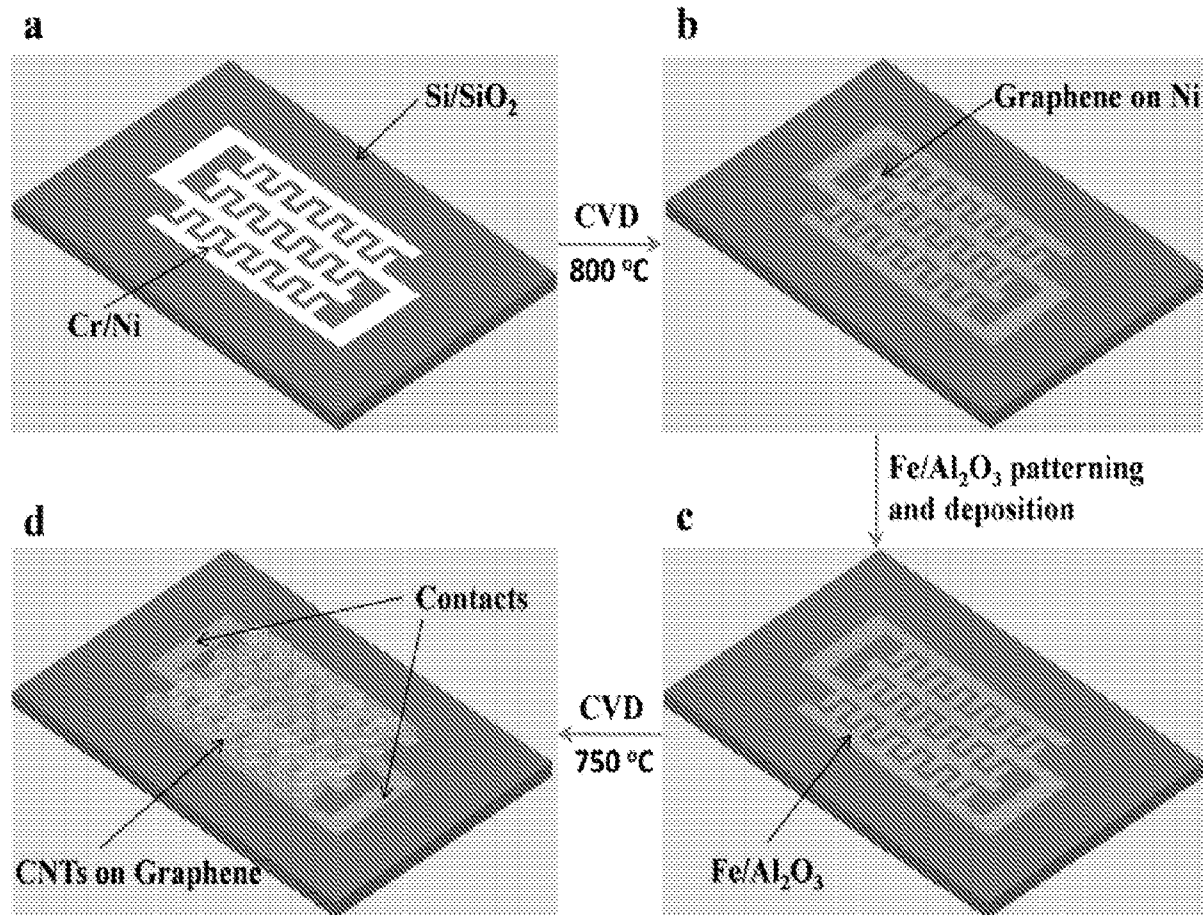 a
Si/SiO₂
Cr/Ni
CVD
800 °C
b
Graphene on Ni
Fe/Al₂O₃ patterning
and deposition
c
Fe/Al₂O₃
CVD
750 °C
d
Contacts
CNTs on Graphene